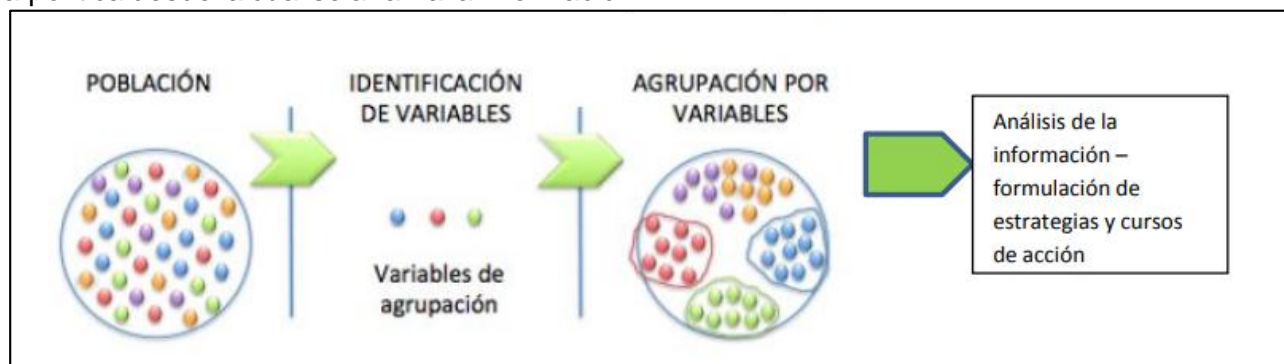 POBLACIÓN
IDENTIFICACIÓN
DE VARIABLES
Variables de
agrupación
AGRUPACIÓN POR
VARIABLES
Análisis de la
información –
formulación de
estrategias y cursos
de acción